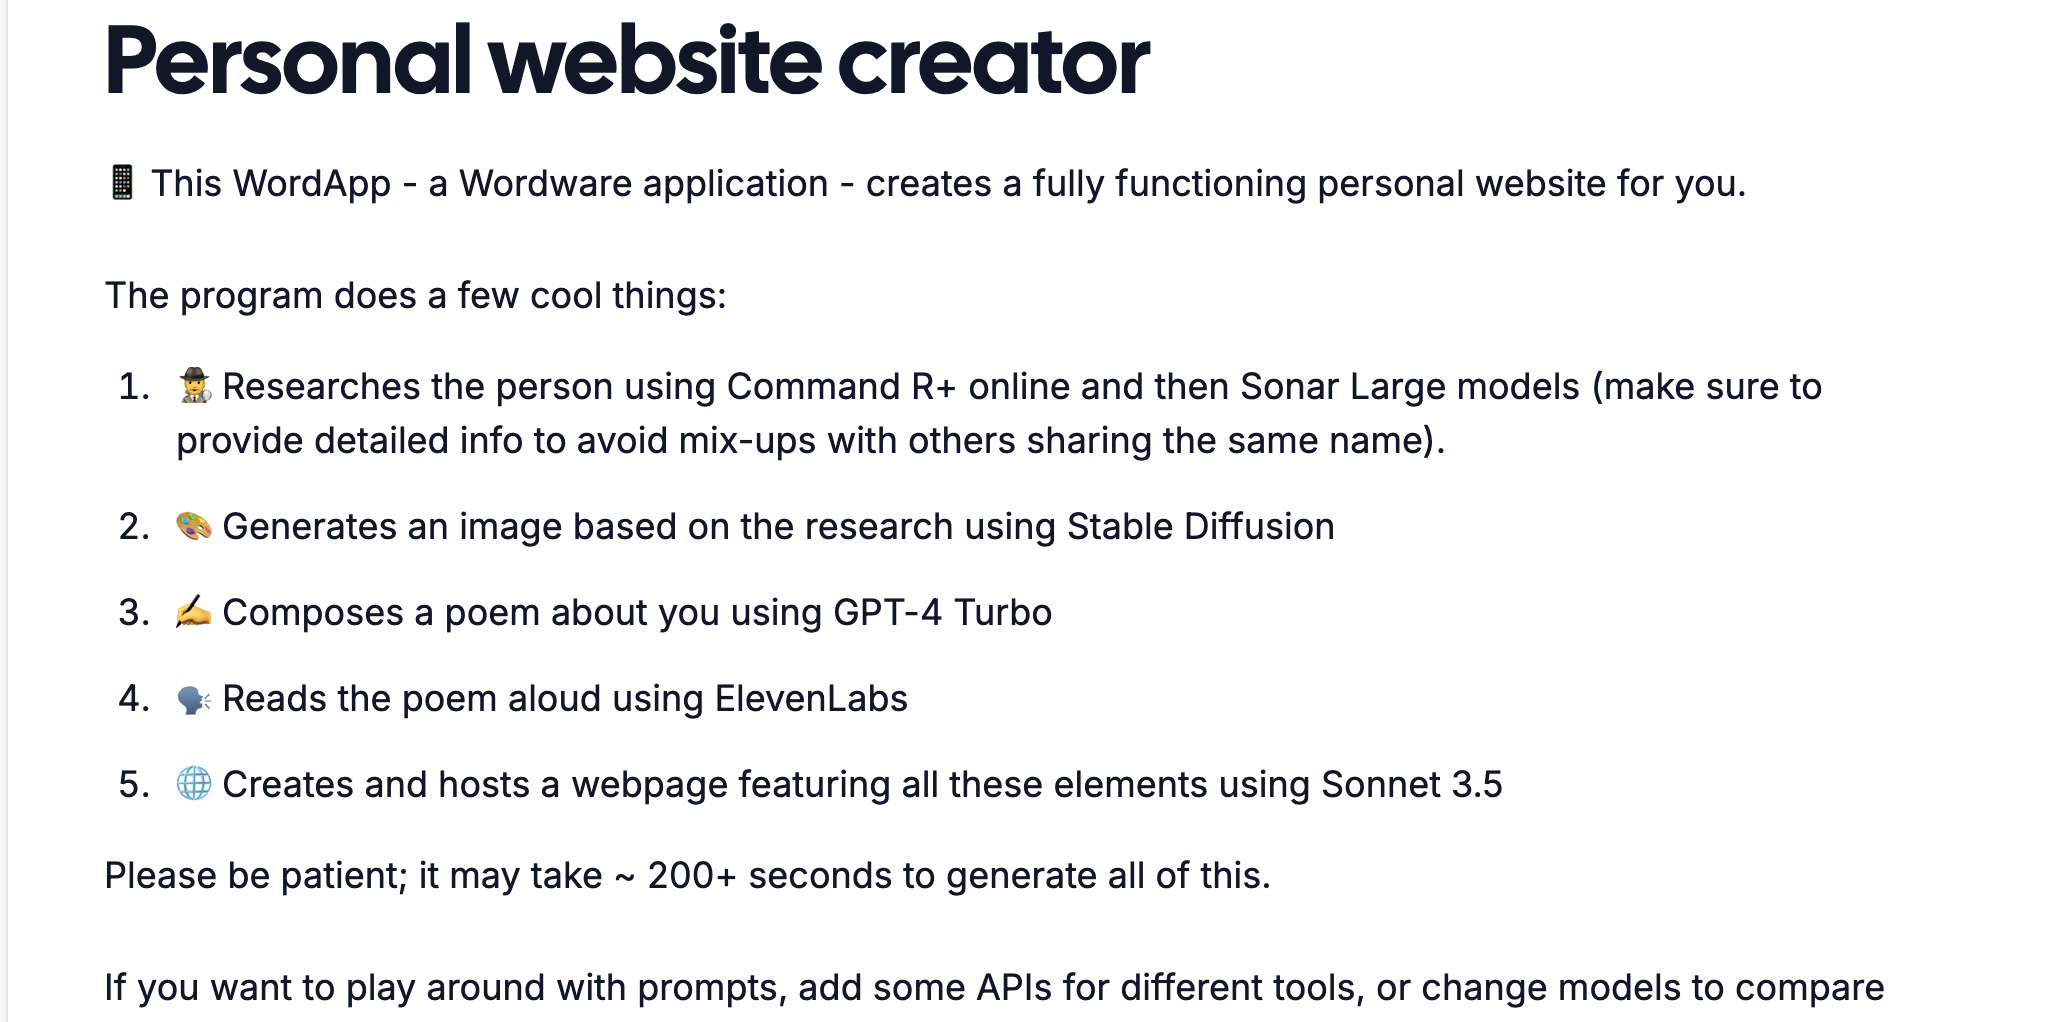 Personal website creator
📱 This WordApp - a Wordware application - creates a fully functioning personal website for you.
The program does a few cool things:
1. 🕵️ Researches the person using Command R+ online and then Sonar Large models (make sure to
provide detailed info to avoid mix-ups with others sharing the same name).
2. 🎨 Generates an image based on the research using Stable Diffusion
3. ✍️ Composes a poem about you using GPT-4 Turbo
4. 🗣️ Reads the poem aloud using ElevenLabs
5. 🌐 Creates and hosts a webpage featuring all these elements using Sonnet 3.5
Please be patient; it may take ~ 200+ seconds to generate all of this.
If you want to play around with prompts, add some APIs for different tools, or change models to compare